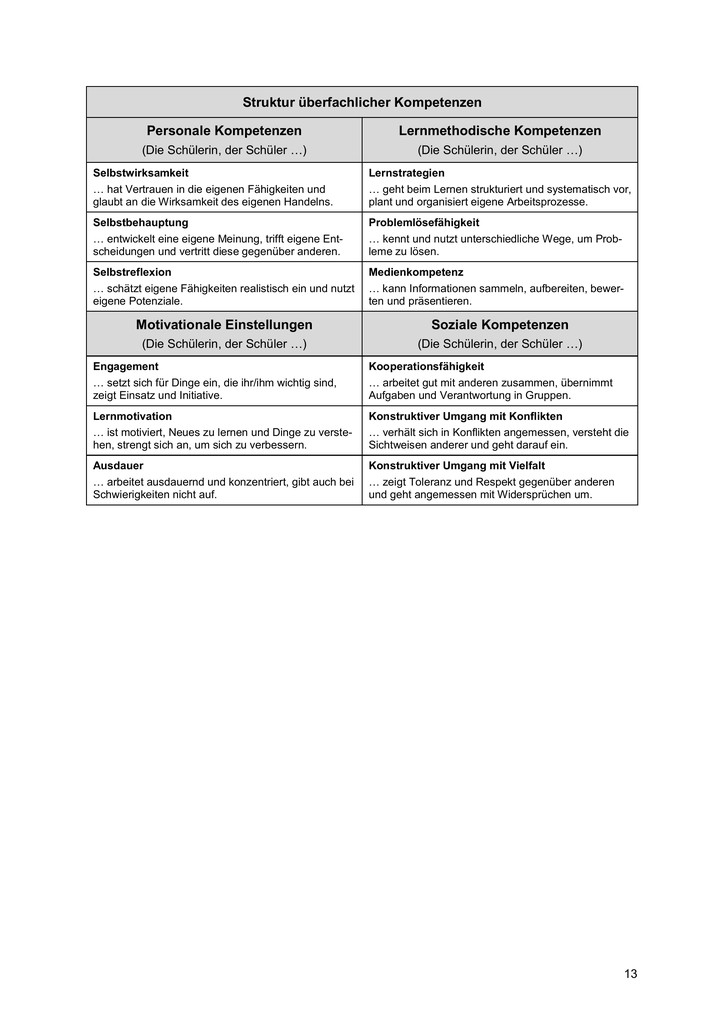 Struktur überfachlicher Kompetenzen
Personale Kompetenzen
(Die Schülerin, der Schüler …)
Lernmethodische Kompetenzen
(Die Schülerin, der Schüler …)
Selbstwirksamkeit
… hat Vertrauen in die eigenen Fähigkeiten und
glaubt an die Wirksamkeit des eigenen Handelns.
Lernstrategien
… geht beim Lernen strukturiert und systematisch vor,
plant und organisiert eigene Arbeitsprozesse.
Selbstbehauptung
… entwickelt eine eigene Meinung, trifft eigene Ent-
scheidungen und vertritt diese gegenüber anderen.
Problemlösefähigkeit
… kennt und nutzt unterschiedliche Wege, um Prob-
leme zu lösen.
Selbstreflexion
… schätzt eigene Fähigkeiten realistisch ein und nutzt
eigene Potenziale.
Medienkompetenz
… kann Informationen sammeln, aufbereiten, bewer-
ten und präsentieren.
Motivationale Einstellungen
(Die Schülerin, der Schüler …)
Soziale Kompetenzen
(Die Schülerin, der Schüler …)
Engagement
… setzt sich für Dinge ein, die ihr/ihm wichtig sind,
zeigt Einsatz und Initiative.
Kooperationsfähigkeit
… arbeitet gut mit anderen zusammen, übernimmt
Aufgaben und Verantwortung in Gruppen.
Lernmotivation
… ist motiviert, Neues zu lernen und Dinge zu verste-
hen, strengt sich an, um sich zu verbessern.
Konstruktiver Umgang mit Konflikten
… verhält sich in Konflikten angemessen, versteht die
Sichtweisen anderer und geht darauf ein.
Ausdauer
… arbeitet ausdauernd und konzentriert, gibt auch bei
Schwierigkeiten nicht auf.
Konstruktiver Umgang mit Vielfalt
… zeigt Toleranz und Respekt gegenüber anderen
und geht angemessen mit Widersprüchen um.
13